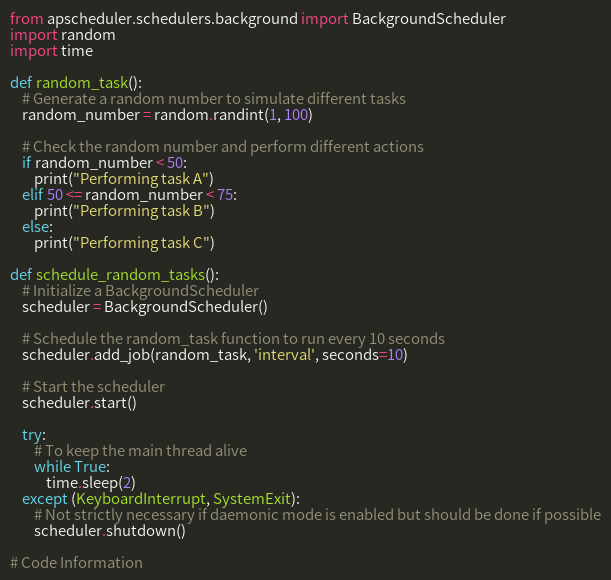 from apscheduler.schedulers.background import BackgroundScheduler
import random
import time

def random_task():
    # Generate a random number to simulate different tasks
    random_number = random.randint(1, 100)

    # Check the random number and perform different actions
    if random_number < 50:
        print("Performing task A")
    elif 50 <= random_number < 75:
        print("Performing task B")
    else:
        print("Performing task C")

def schedule_random_tasks():
    # Initialize a BackgroundScheduler
    scheduler = BackgroundScheduler()

    # Schedule the random_task function to run every 10 seconds
    scheduler.add_job(random_task, 'interval', seconds=10)

    # Start the scheduler
    scheduler.start()

    try:
        # To keep the main thread alive
        while True:
            time.sleep(2)
    except (KeyboardInterrupt, SystemExit):
        # Not strictly necessary if daemonic mode is enabled but should be done if possible
        scheduler.shutdown()

# Code Information